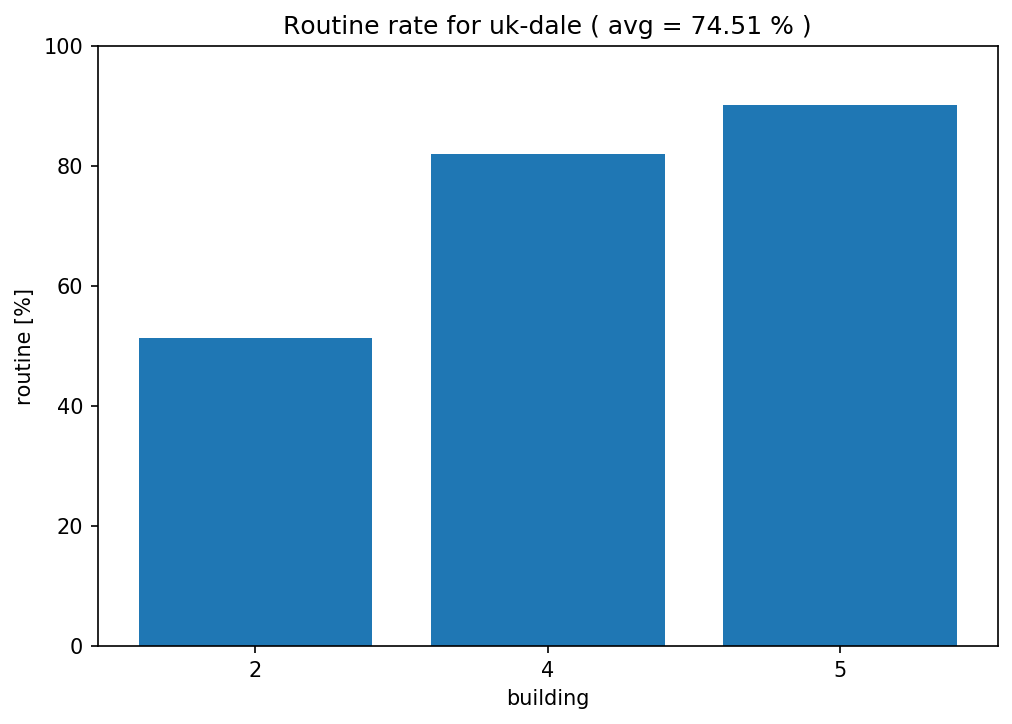 Routine rate for uk-dale ( avg = 74.51 % )
100
80
60
40
20
0
routine [%]
2 4 5
building